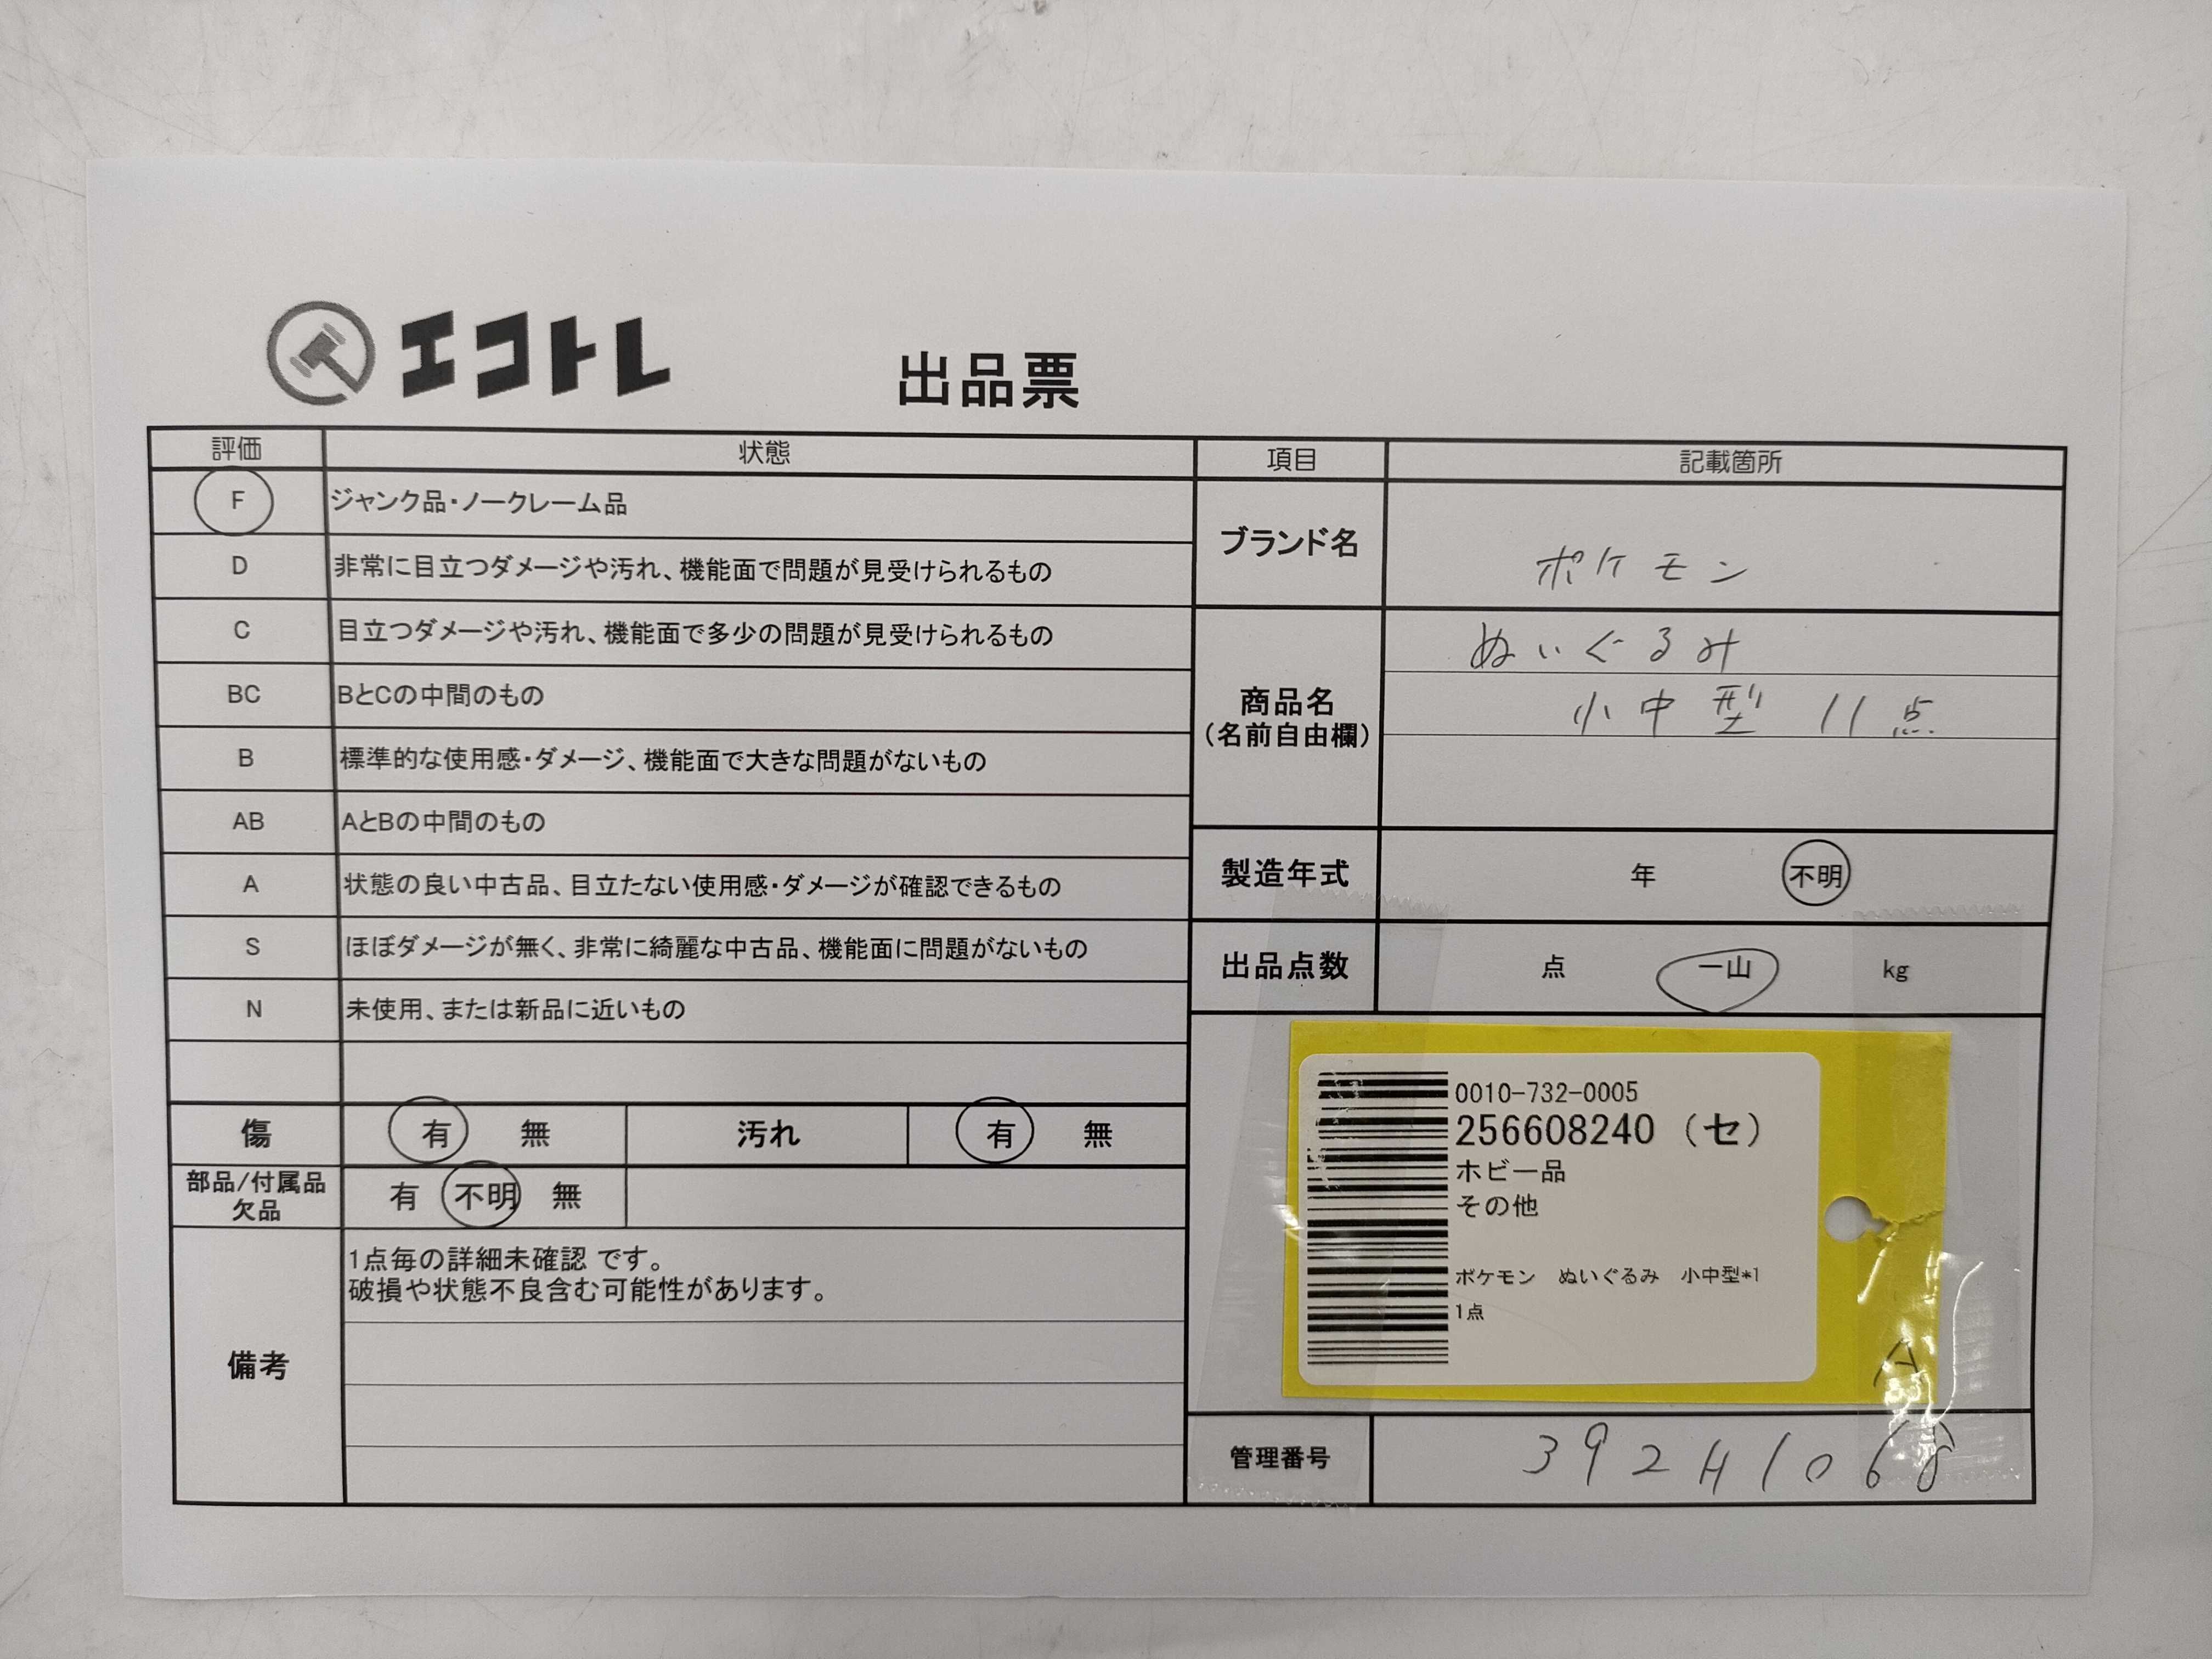 エコトレ
出品票
評価 状態
F ジャンク品・ノークレーム品
D 非常に目立つダメージや汚れ、機能面で問題が見受けられるもの
C 目立つダメージや汚れ、機能面で多少の問題が見受けられるもの
BC BとCの中間のもの
B 標準的な使用感・ダメージ、機能面で大きな問題がないもの
AB AとBの中間のもの
A 状態の良い中古品、目立たない使用感・ダメージが確認できるもの
S ほぼダメージが無く、非常に綺麗な中古品、機能面に問題がないもの
N 未使用、または新品に近いもの
傷 有 無 汚れ 有 無
部品/付属品
欠品
有 不明 無
備考
1点毎の詳細未確認 です。
破損や状態不良含む可能性があります。
項目 記載箇所
ブランド名 ポケモン
商品名
(名前自由欄)
ぬいぐるみ
小中型 11点
製造年式 年 不明
出品点数 点 一山 kg
0010-732-0005
256608240 (セ)
ホビー品
その他
ポケモン ぬいぐるみ 小中型*1
1点
A
管理番号 392H1068